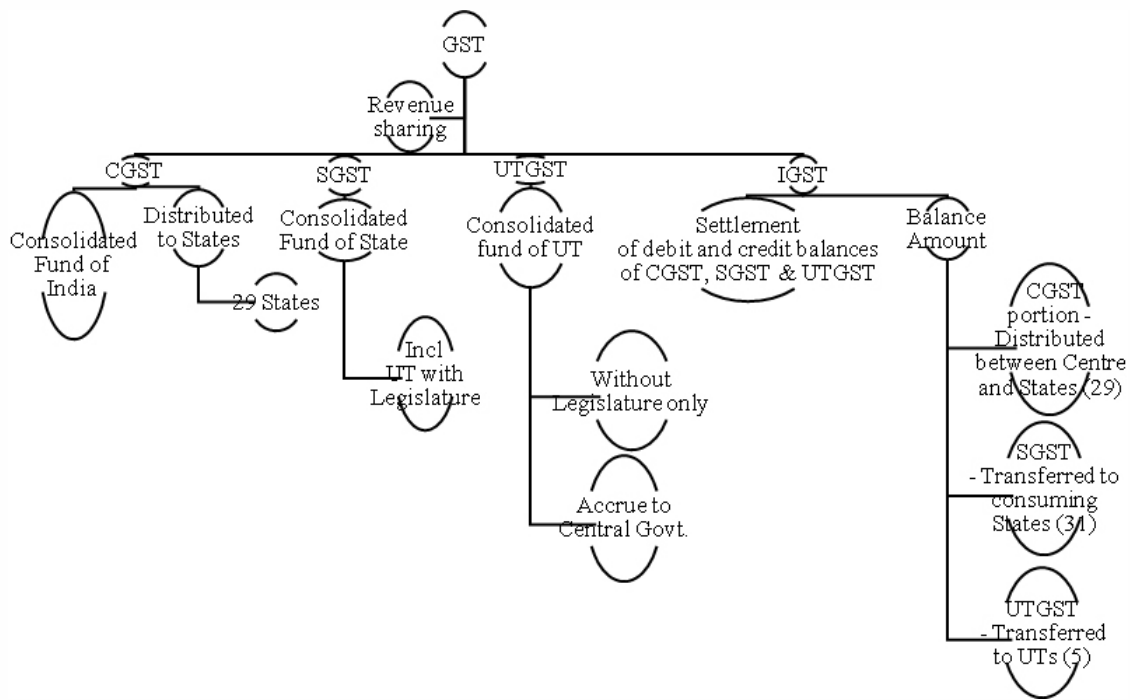 GST
Revenue
sharing
CGST
SGST
UTGST
IGST
Consolidated
Fund of
India
Distributed
to States
29 States
Consolidated
Fund of State
Incl
UT with
Legislature
Consolidated
fund of UT
Without
Legislature only
Accrue to
Central Govt.
Settlement
of debit and credit balances
of CGST, SGST & UTGST
Balance
Amount
CGST
portion -
Distributed
between Centre
and States (29)
SGST
- Transferred to
consuming
States (31)
UTGST
- Transferred
to UTs (5)